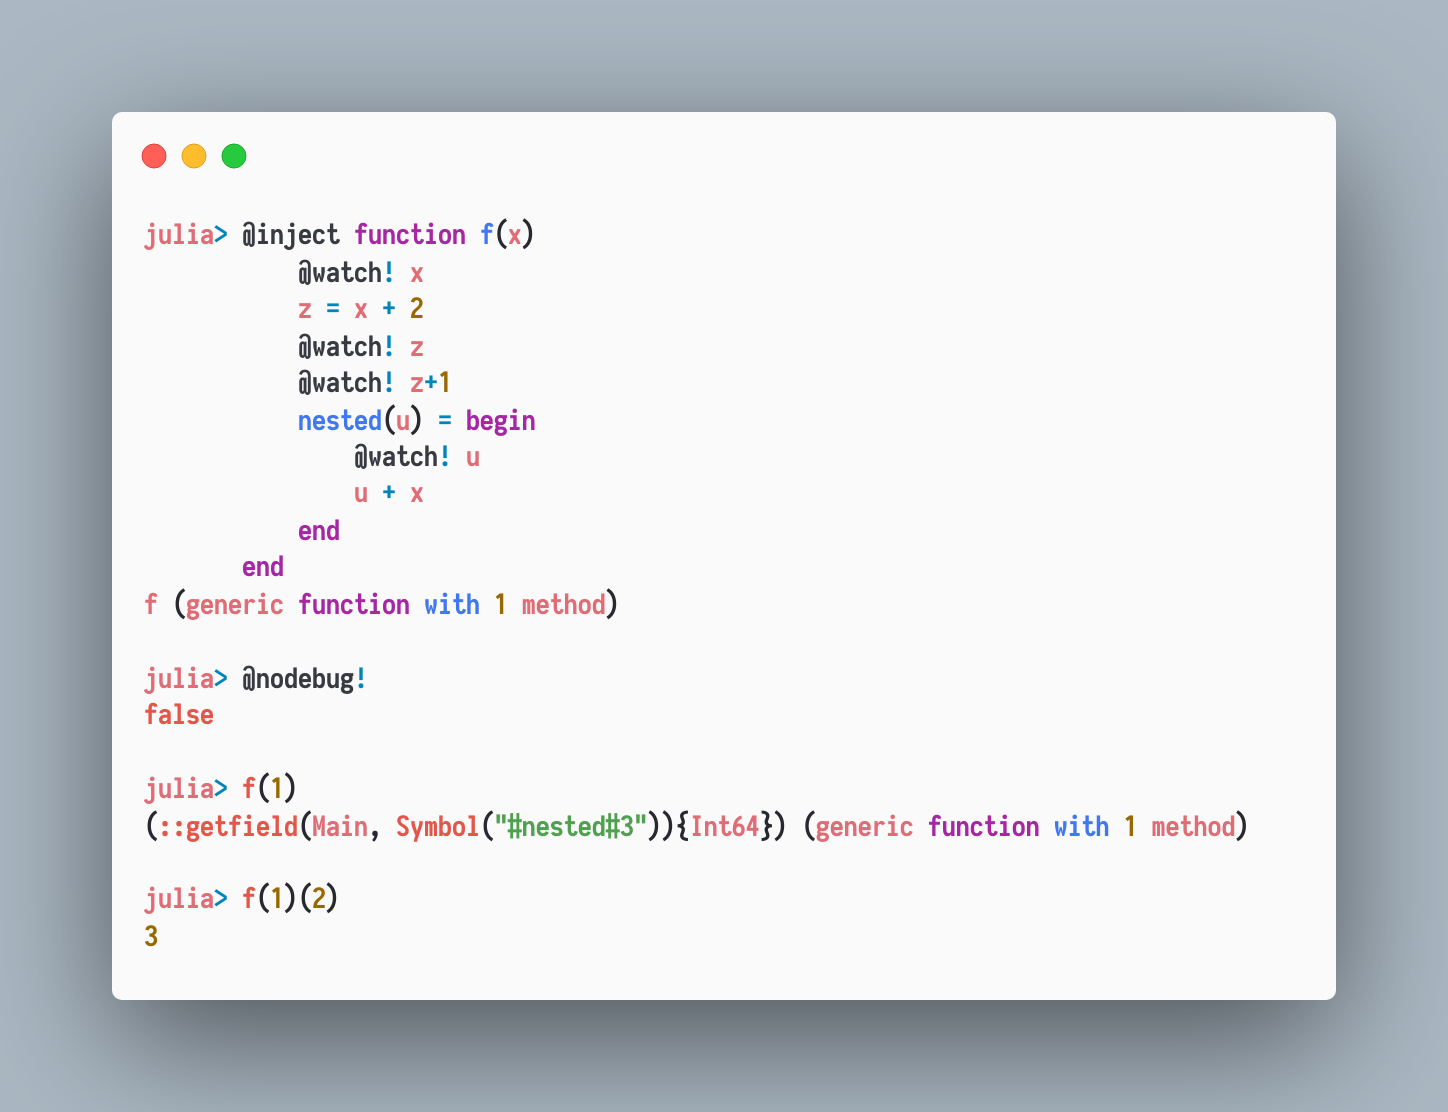 julia> @inject function f(x)
           @watch! x
           z = x + 2
           @watch! z
           @watch! z+1
           nested(u) = begin
               @watch! u
               u + x
           end
       end
f (generic function with 1 method)

julia> @nodebug!
false

julia> f(1)
(::getfield(Main, Symbol("#nested#3")){Int64}) (generic function with 1 method)

julia> f(1)(2)
3